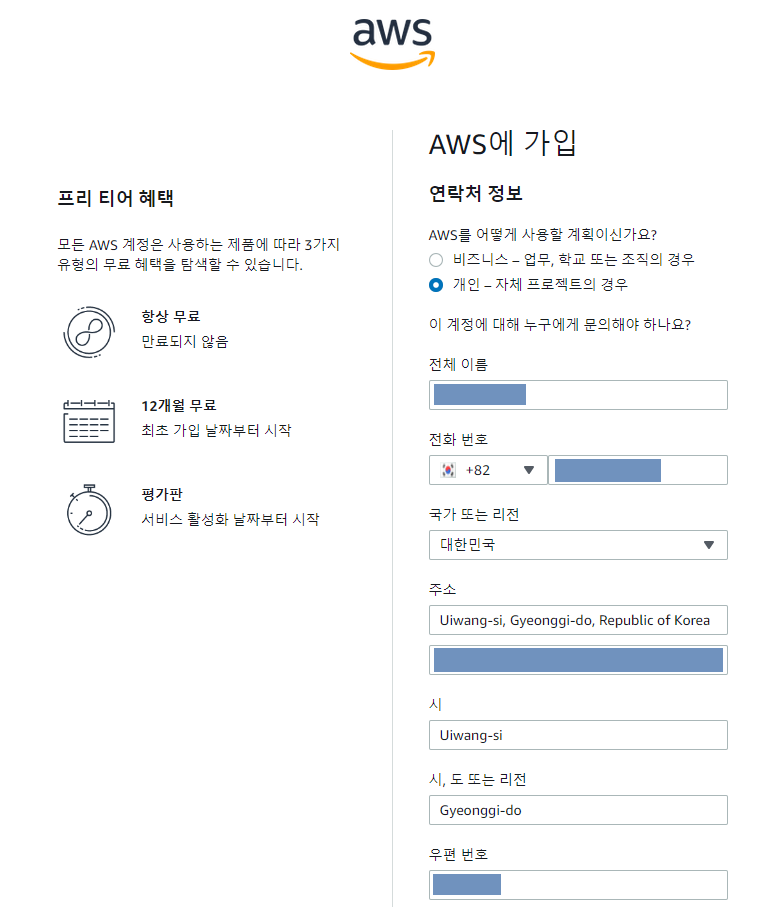 aws
프리 티어 혜택
모든 AWS 계정은 사용하는 제품에 따라 3가지
유형의 무료 혜택을 탐색할 수 있습니다.
항상 무료
만료되지 않음
12개월 무료
최초 가입 날짜부터 시작
평가판
서비스 활성화 날짜부터 시작
AWS에 가입
연락처 정보
AWS를 어떻게 사용할 계획이신가요?
비즈니스 – 업무, 학교 또는 조직의 경우
개인 – 자체 프로젝트의 경우
이 계정에 대해 누구에게 문의해야 하나요?
전체 이름
전화 번호
+82
국가 또는 리전
대한민국
주소
Uiwang-si, Gyeonggi-do, Republic of Korea
시
Uiwang-si
시, 도 또는 리전
Gyeonggi-do
우편 번호